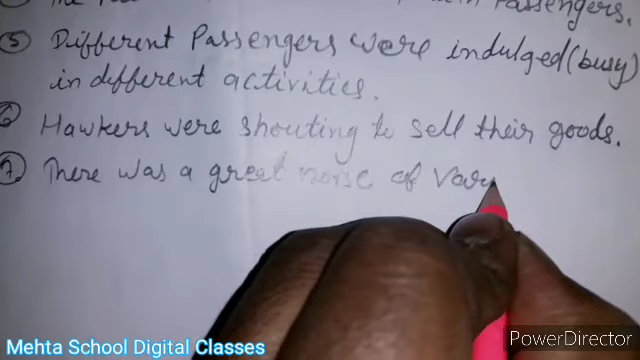 Passengers.
(5) Different Passengers were indulged (busy)
in different activities.
(6) Hawkers were shouting to sell their goods.
(7) There was a great noise of
Mehta School Digital Classes
PowerDirector